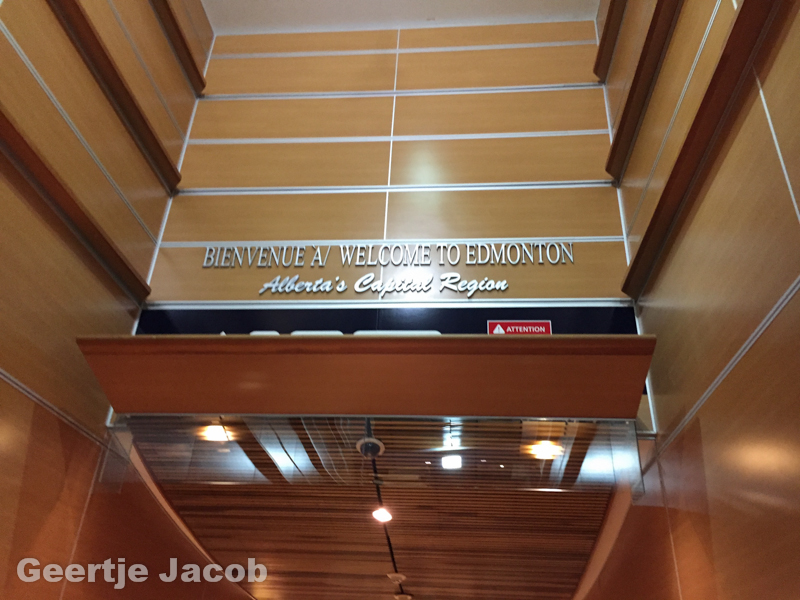 BIENVENUE `A/ WELCOME TO EDMONTON
Alberta's Capital Region
ATTENTION
Geertje Jacob